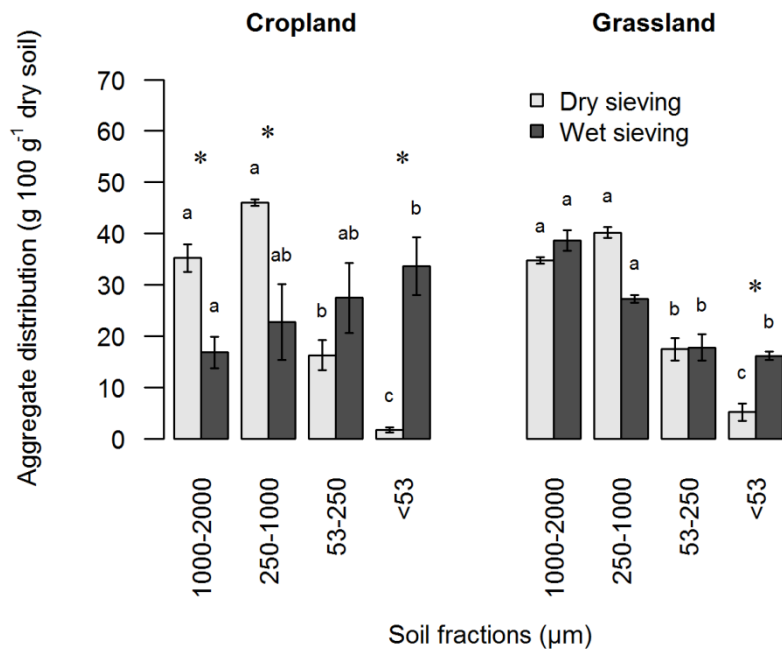 Cropland
Grassland
Aggregate distribution (g 100 g⁻¹ dry soil)
70
60
50
40
30
20
10
0
Dry sieving
Wet sieving
* * *
a a a ab b ab c b
a a a a b b c b
*
1000-2000
250-1000
53-250
<53
1000-2000
250-1000
53-250
<53
Soil fractions (µm)